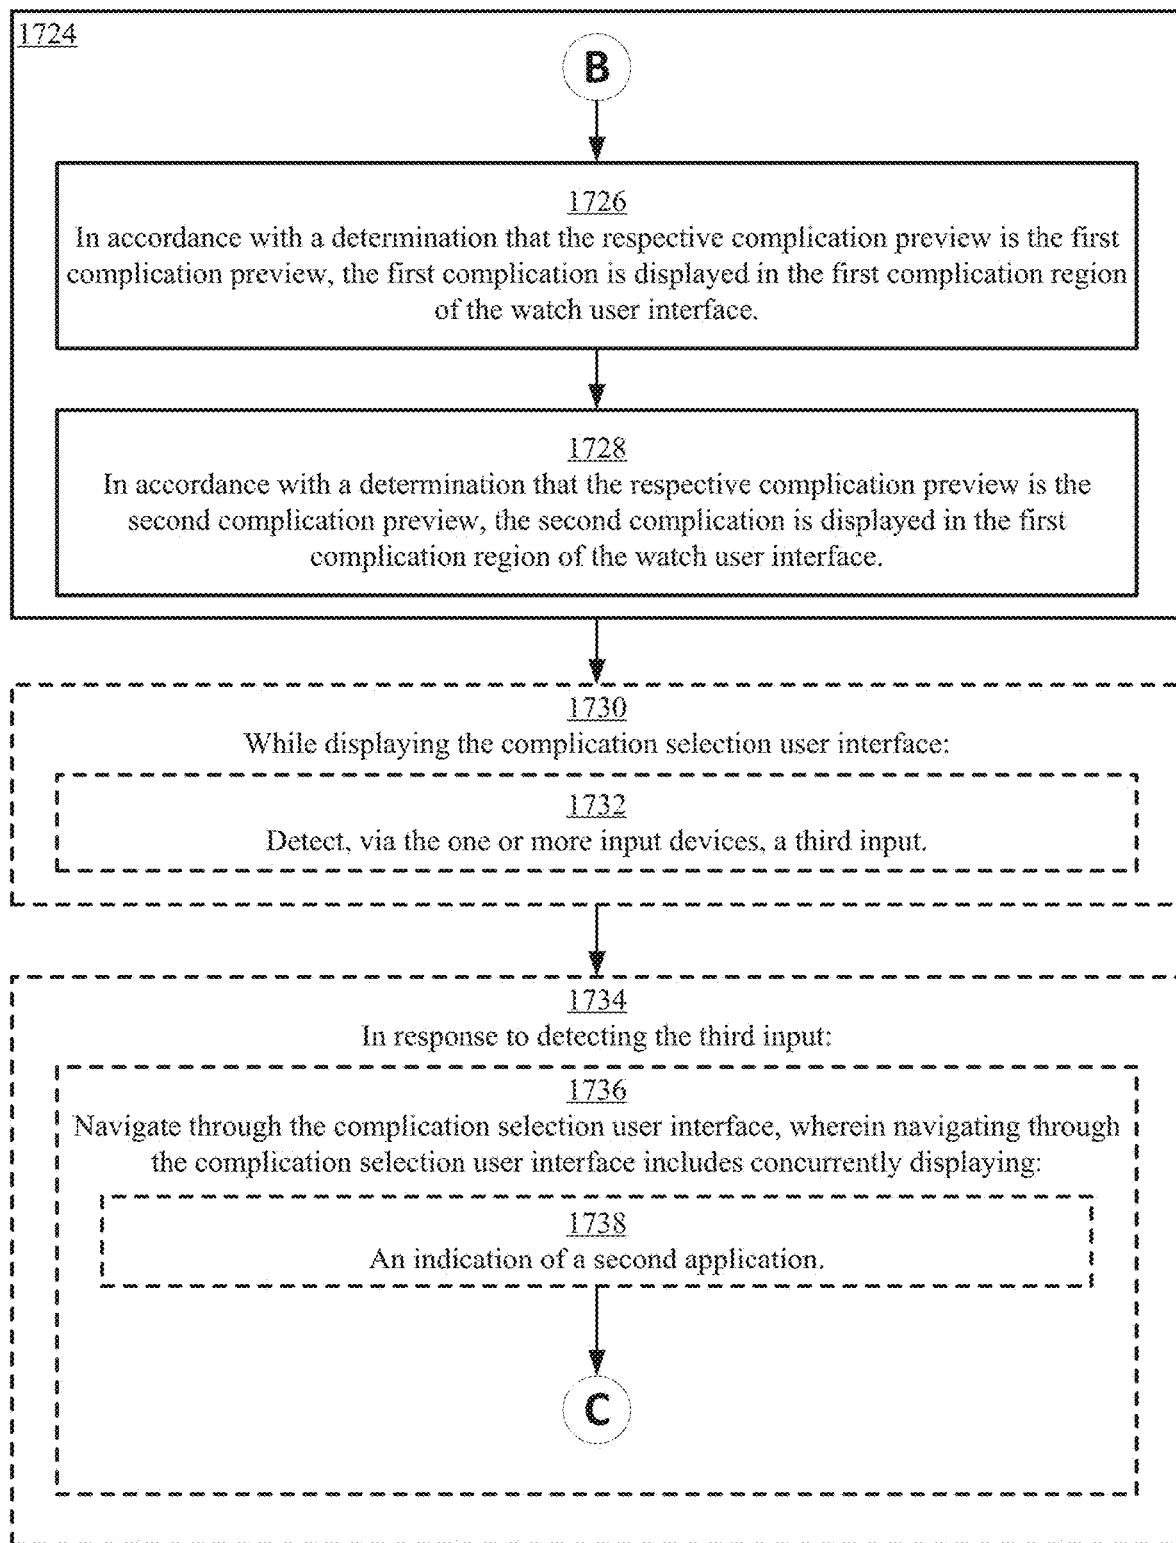 1724
B
1726
In accordance with a determination that the respective complication preview is the first
complication preview, the first complication is displayed in the first complication region
of the watch user interface.
1728
In accordance with a determination that the respective complication preview is the
second complication preview, the second complication is displayed in the first
complication region of the watch user interface.
1730
While displaying the complication selection user interface:
1732
Detect, via the one or more input devices, a third input.
1734
In response to detecting the third input:
1736
Navigate through the complication selection user interface, wherein navigating through
the complication selection user interface includes concurrently displaying:
1738
An indication of a second application.
C